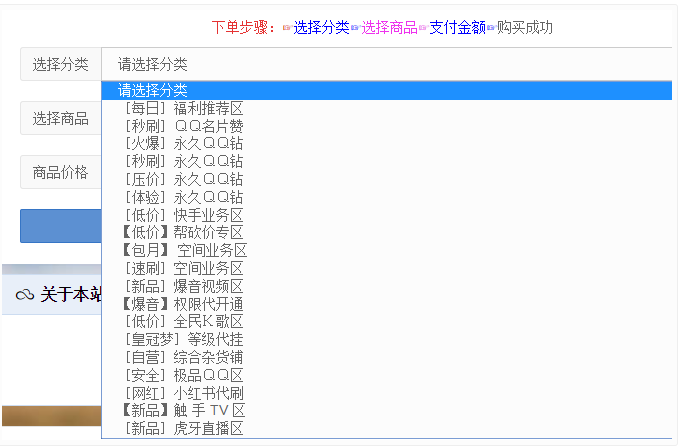 下单步骤：选择分类选择商品支付金额购买成功
选择分类 请选择分类
请选择分类
[每日] 福利推荐区
[秒刷] QQ名片赞
选择商品
[火爆] 永久QQ钻
[秒刷] 永久QQ钻
商品价格
[压价] 永久QQ钻
[体验] 永久QQ钻
[低价] 快手业务区
【低价】帮砍价专区
【包月】 空间业务区
[速刷] 空间业务区
[新品] 爆音视频区
关于本站
【爆音】权限代开通
[低价] 全民K歌区
[皇冠梦] 等级代挂
[自营] 综合杂货铺
[安全] 极品QQ区
[网红] 小红书代刷
【新品】触 手 TV 区
[新品] 虎牙直播区